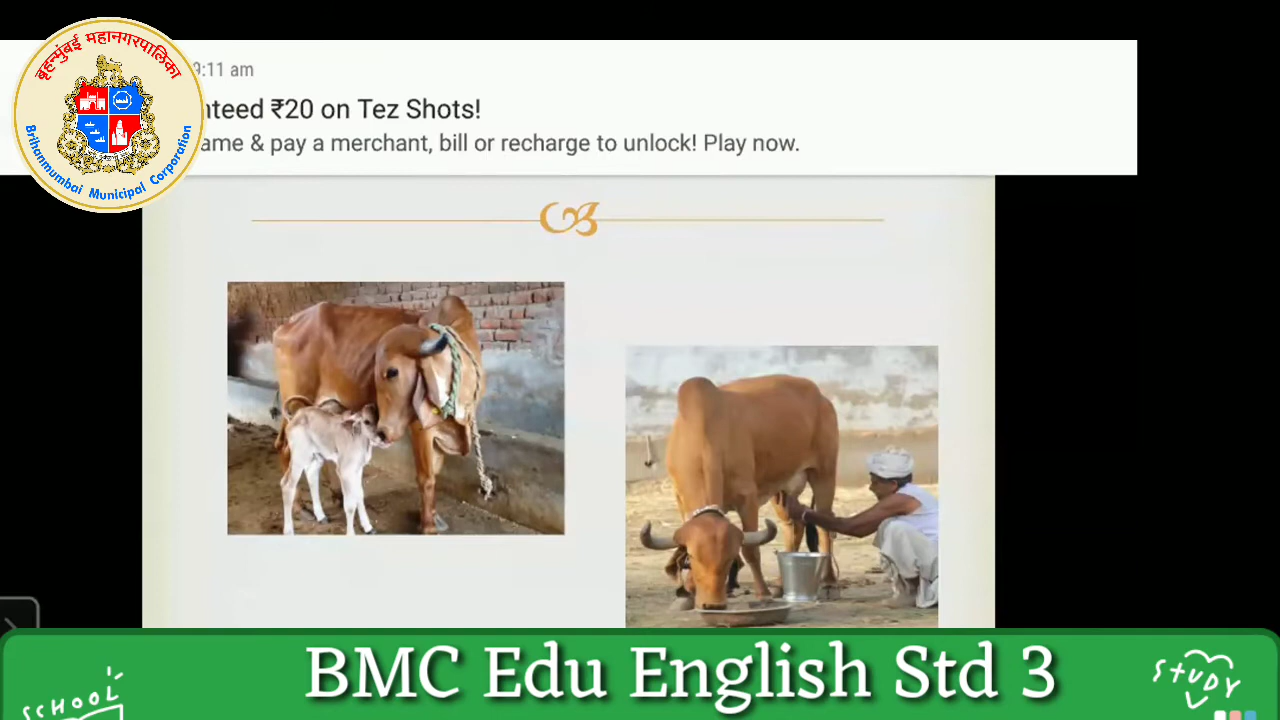 बृहन्मुंबई महानगरपालिका
Brihanmumbai Municipal Corporation
9:11 am
nteed ₹20 on Tez Shots!
ame & pay a merchant, bill or recharge to unlock! Play now.
BMC Edu English Std 3
SCHOOL
STUDY